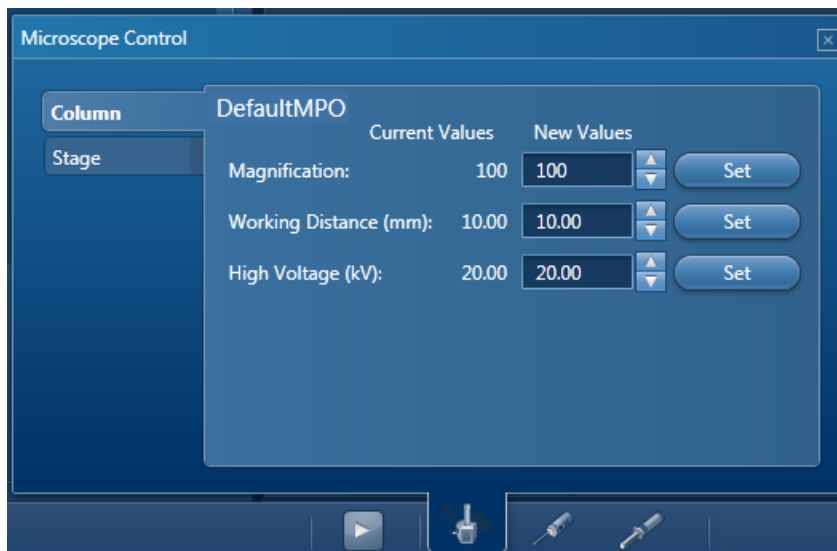 Microscope Control
Column
Stage
DefaultMPO
Current Values New Values
Magnification: 100 100 Set
Working Distance (mm): 10.00 10.00 Set
High Voltage (kV): 20.00 20.00 Set